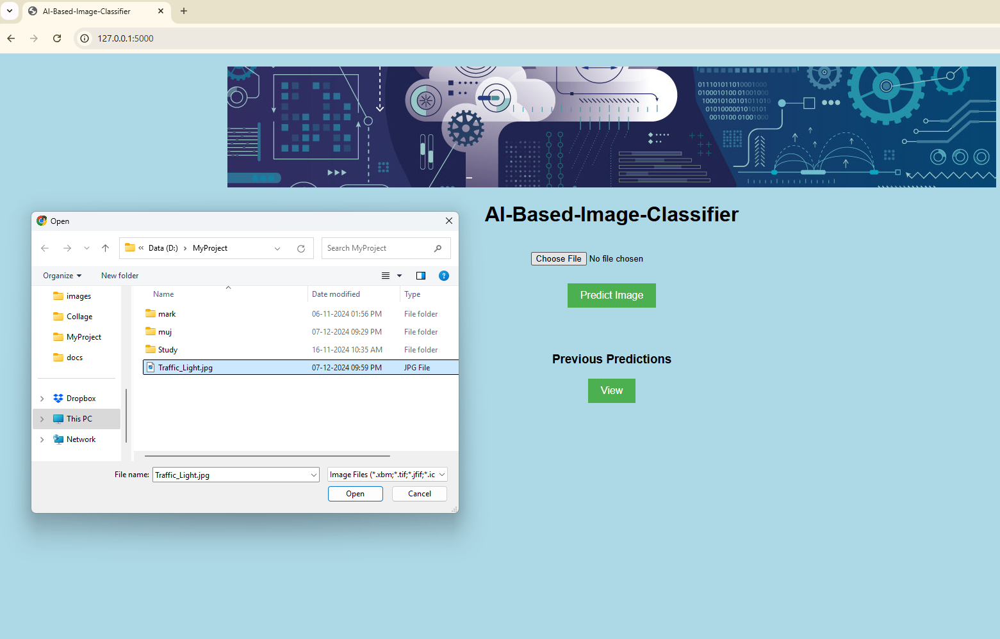 AI-Based-Image-Classifier
127.0.0.1:5000
011101011010001000
0100010100 01001000
1000101001011011010
01010000010101​01
0010100 01001000
AI-Based-Image-Classifier
Choose File No file chosen
Predict Image
Previous Predictions
View
Open
Data (D:) MyProject
Search MyProject
Organize New folder
images
Collage
MyProject
docs
Dropbox
This PC
Network
Name Date modified Type
mark 06-11-2024 01:56 PM File folder
muj 07-12-2024 09:29 PM File folder
Study 16-11-2024 10:35 AM File folder
Traffic_Light.jpg 07-12-2024 09:59 PM JPG File
File name: Traffic_Light.jpg Image Files (*.xbm;*.tif;*.jfif;*.ic
Open Cancel